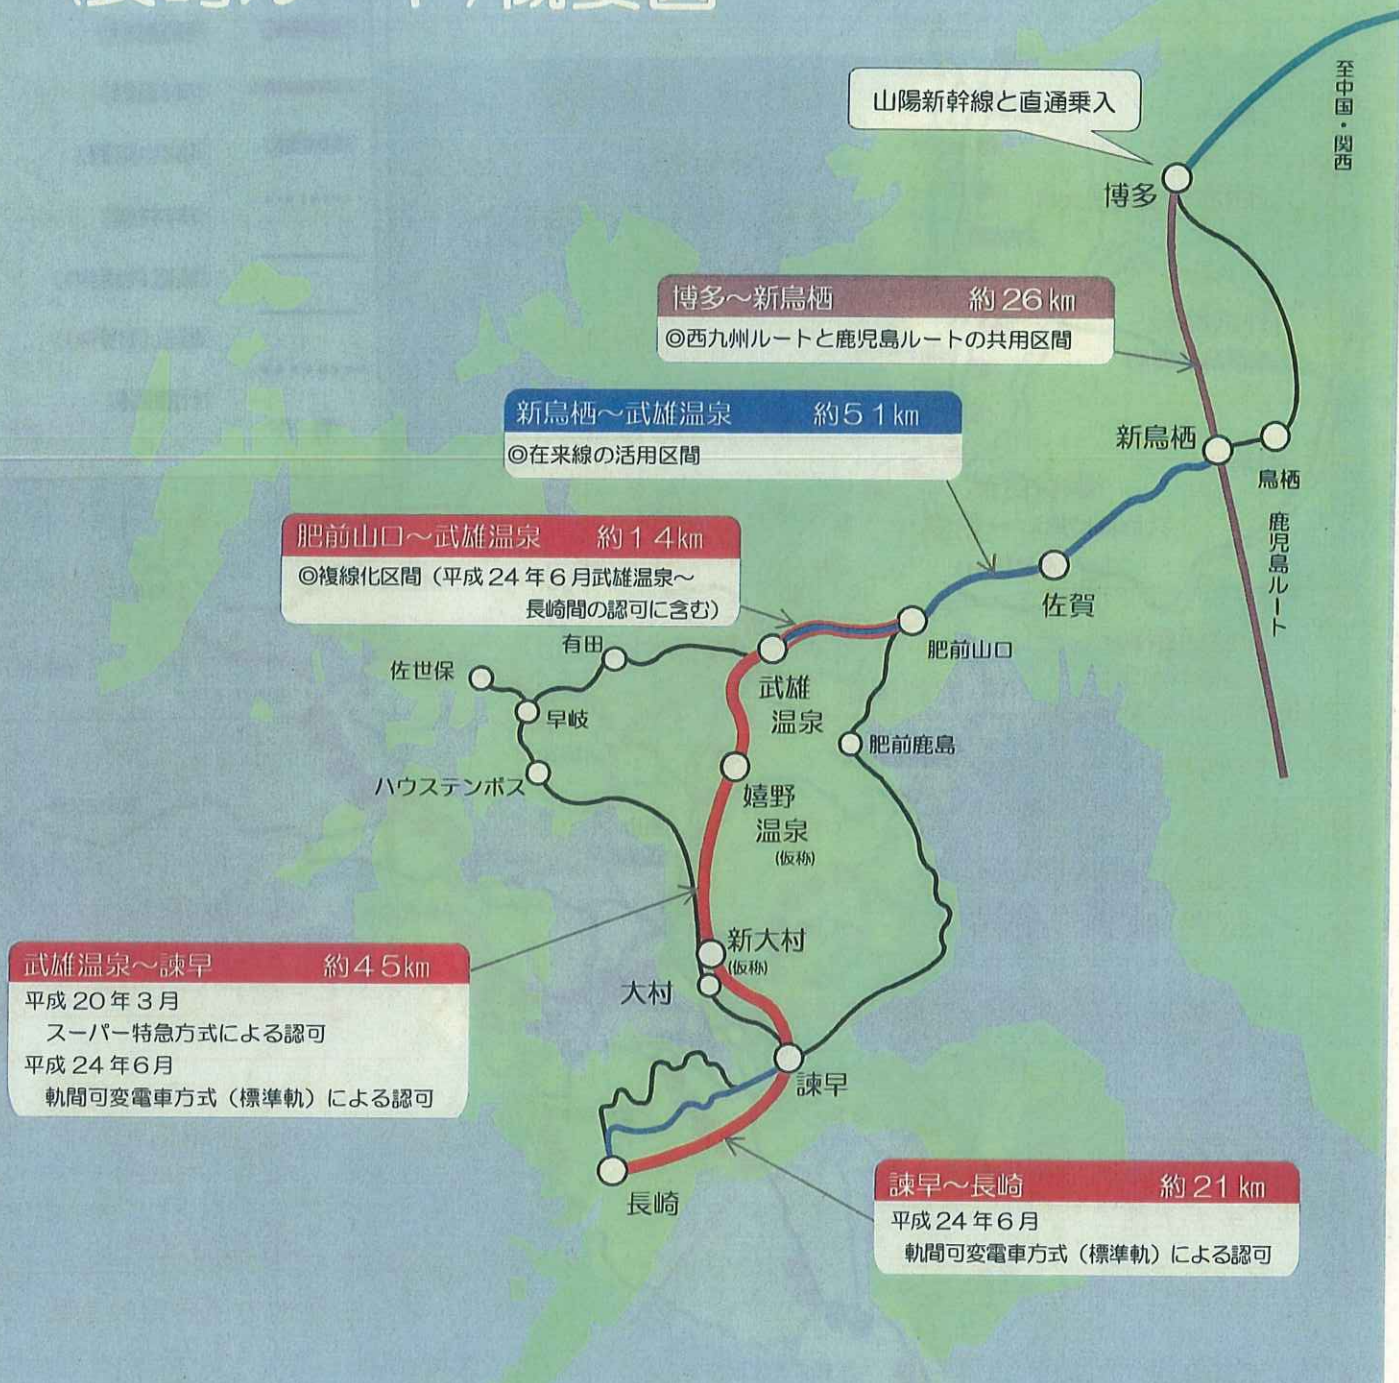 山陽新幹線と直通乗入
至中国・関西
博多
博多～新鳥栖 約26km
◎西九州ルートと鹿児島ルートの共用区間
新鳥栖～武雄温泉 約51km
◎在来線の活用区間
新鳥栖
鳥栖
鹿児島ルート
肥前山口～武雄温泉 約14km
◎複線化区間（平成24年6月武雄温泉～
長崎間の認可に含む）
佐賀
肥前山口
有田
佐世保
早岐
武雄
温泉
肥前鹿島
ハウステンボス
嬉野
温泉
(仮称)
新大村
(仮称)
大村
武雄温泉～諫早 約45km
平成20年3月
スーパー特急方式による認可
平成24年6月
軌間可変電車方式（標準軌）による認可
諫早
長崎
諫早～長崎 約21km
平成24年6月
軌間可変電車方式（標準軌）による認可